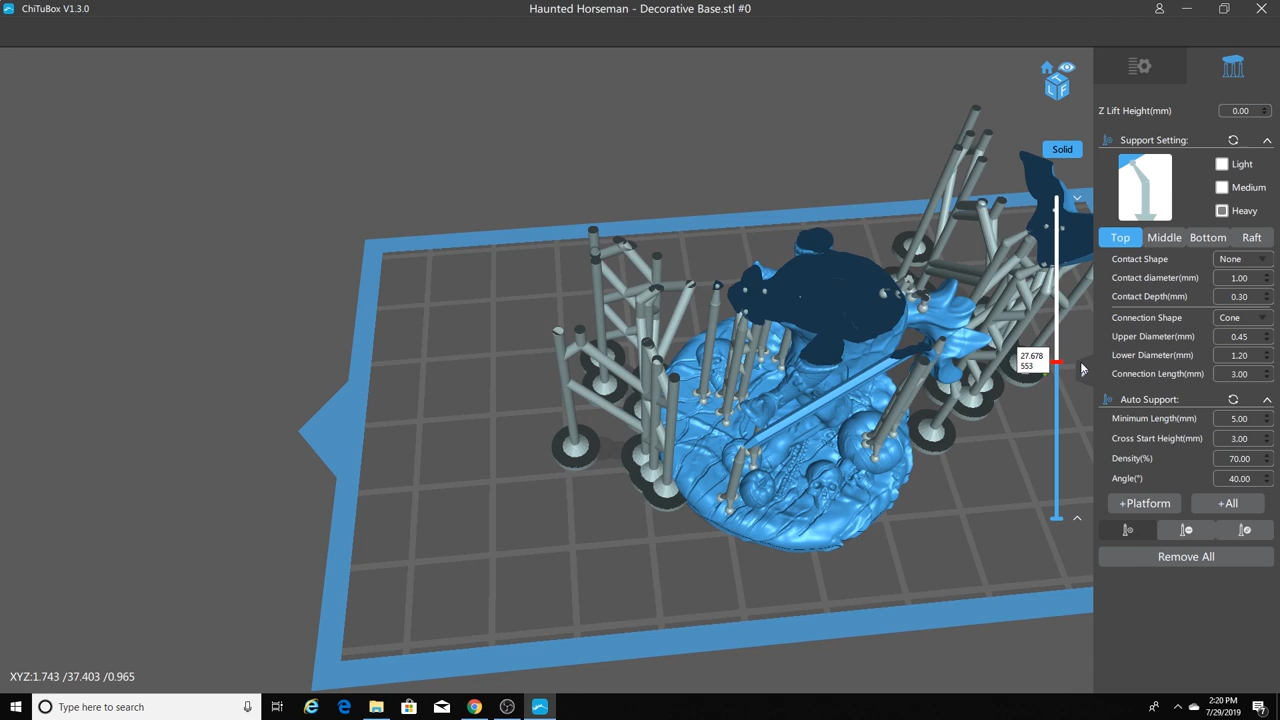 ChiTuBox V1.3.0
Haunted Horseman - Decorative Base.stl #0
T
L F
Z Lift Height(mm) 0.00
Support Setting:
Solid
Light
Medium
Heavy
Top Middle Bottom Raft
Contact Shape None
Contact diameter(mm) 1.00
Contact Depth(mm) 0.30
Connection Shape Cone
Upper Diameter(mm) 0.45
Lower Diameter(mm) 1.20
Connection Length(mm) 3.00
27.678
553
Auto Support:
Minimum Length(mm) 5.00
Cross Start Height(mm) 3.00
Density(%) 70.00
Angle(°) 40.00
+Platform +All
Remove All
XYZ:1.743 /37.403 /0.965
Type here to search
2:20 PM
7/29/2019